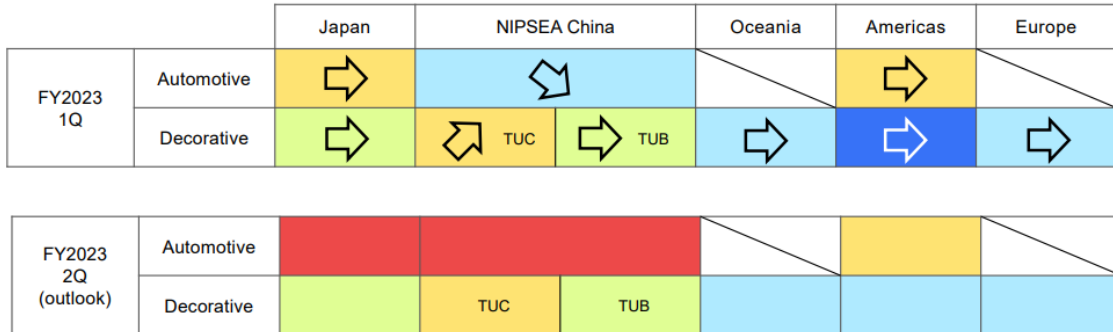 Japan NIPSEA China Oceania Americas Europe
FY2023
1Q
Automotive
Decorative TUC TUB
FY2023
2Q
(outlook)
Automotive
Decorative TUC TUB